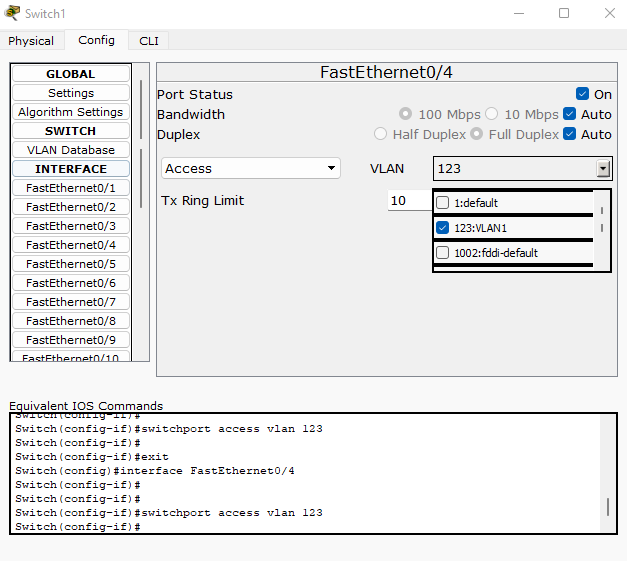 Switch1
Physical Config CLI
GLOBAL
Settings
Algorithm Settings
SWITCH
VLAN Database
INTERFACE
FastEthernet0/1
FastEthernet0/2
FastEthernet0/3
FastEthernet0/4
FastEthernet0/5
FastEthernet0/6
FastEthernet0/7
FastEthernet0/8
FastEthernet0/9
FastEthernet0/10
FastEthernet0/4
Port Status On
Bandwidth 100 Mbps 10 Mbps Auto
Duplex Half Duplex Full Duplex Auto
Access VLAN 123
Tx Ring Limit 10
1:default
123:VLAN1
1002:fddi-default
Equivalent IOS Commands
Switch(config-if)#
Switch(config-if)#switchport access vlan 123
Switch(config-if)#
Switch(config-if)#exit
Switch(config)#interface FastEthernet0/4
Switch(config-if)#
Switch(config-if)#
Switch(config-if)#switchport access vlan 123
Switch(config-if)#